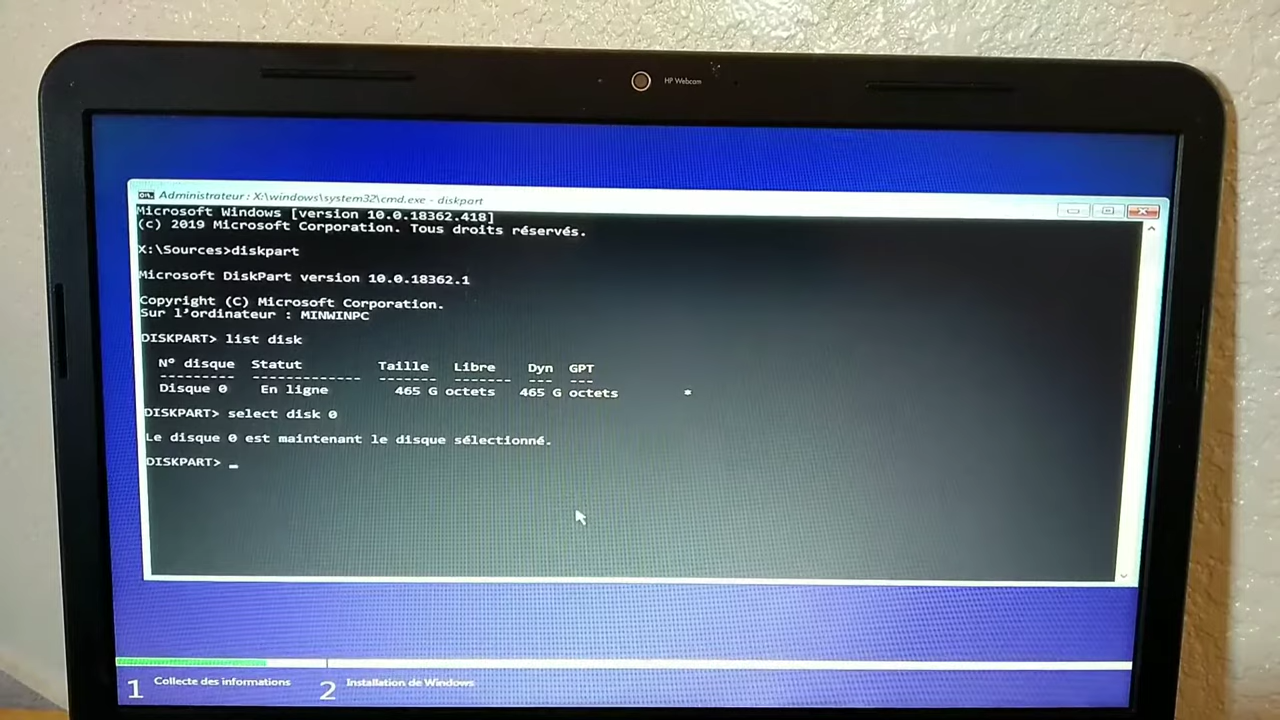 HP Webcam
Administrateur : X:\windows\system32\cmd.exe - diskpart
Microsoft Windows [version 10.0.18362.418]
(c) 2019 Microsoft Corporation. Tous droits réservés.
X:\Sources>diskpart
Microsoft DiskPart version 10.0.18362.1
Copyright (C) Microsoft Corporation.
Sur l'ordinateur : MINWINPC
DISKPART> list disk
N° disque Statut Taille Libre Dyn GPT
--------- ------------- ------- ------- --- ---
Disque 0 En ligne 465 G octets 465 G octets *
DISKPART> select disk 0
Le disque 0 est maintenant le disque sélectionné.
DISKPART> _
1 Collecte des informations 2 Installation de Windows